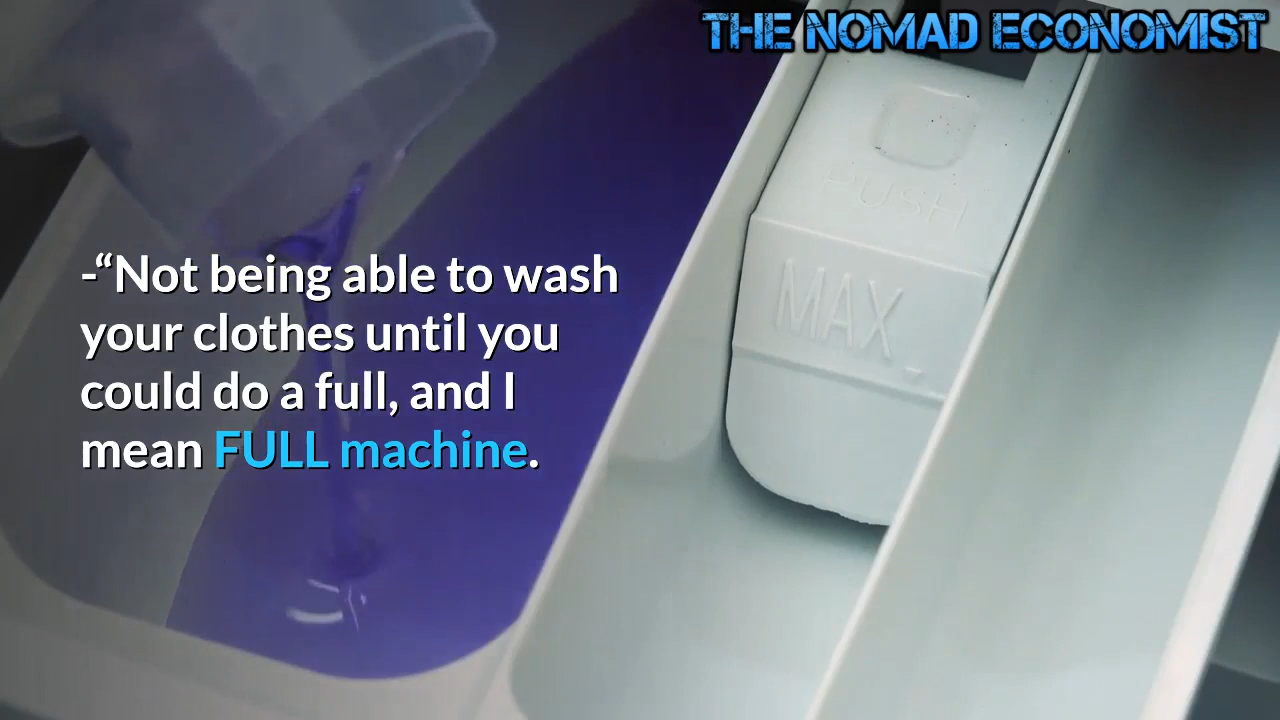 THE NOMAD ECONOMIST
PUSH
-“Not being able to wash
your clothes until you
could do a full, and I
mean FULL machine.
MAX